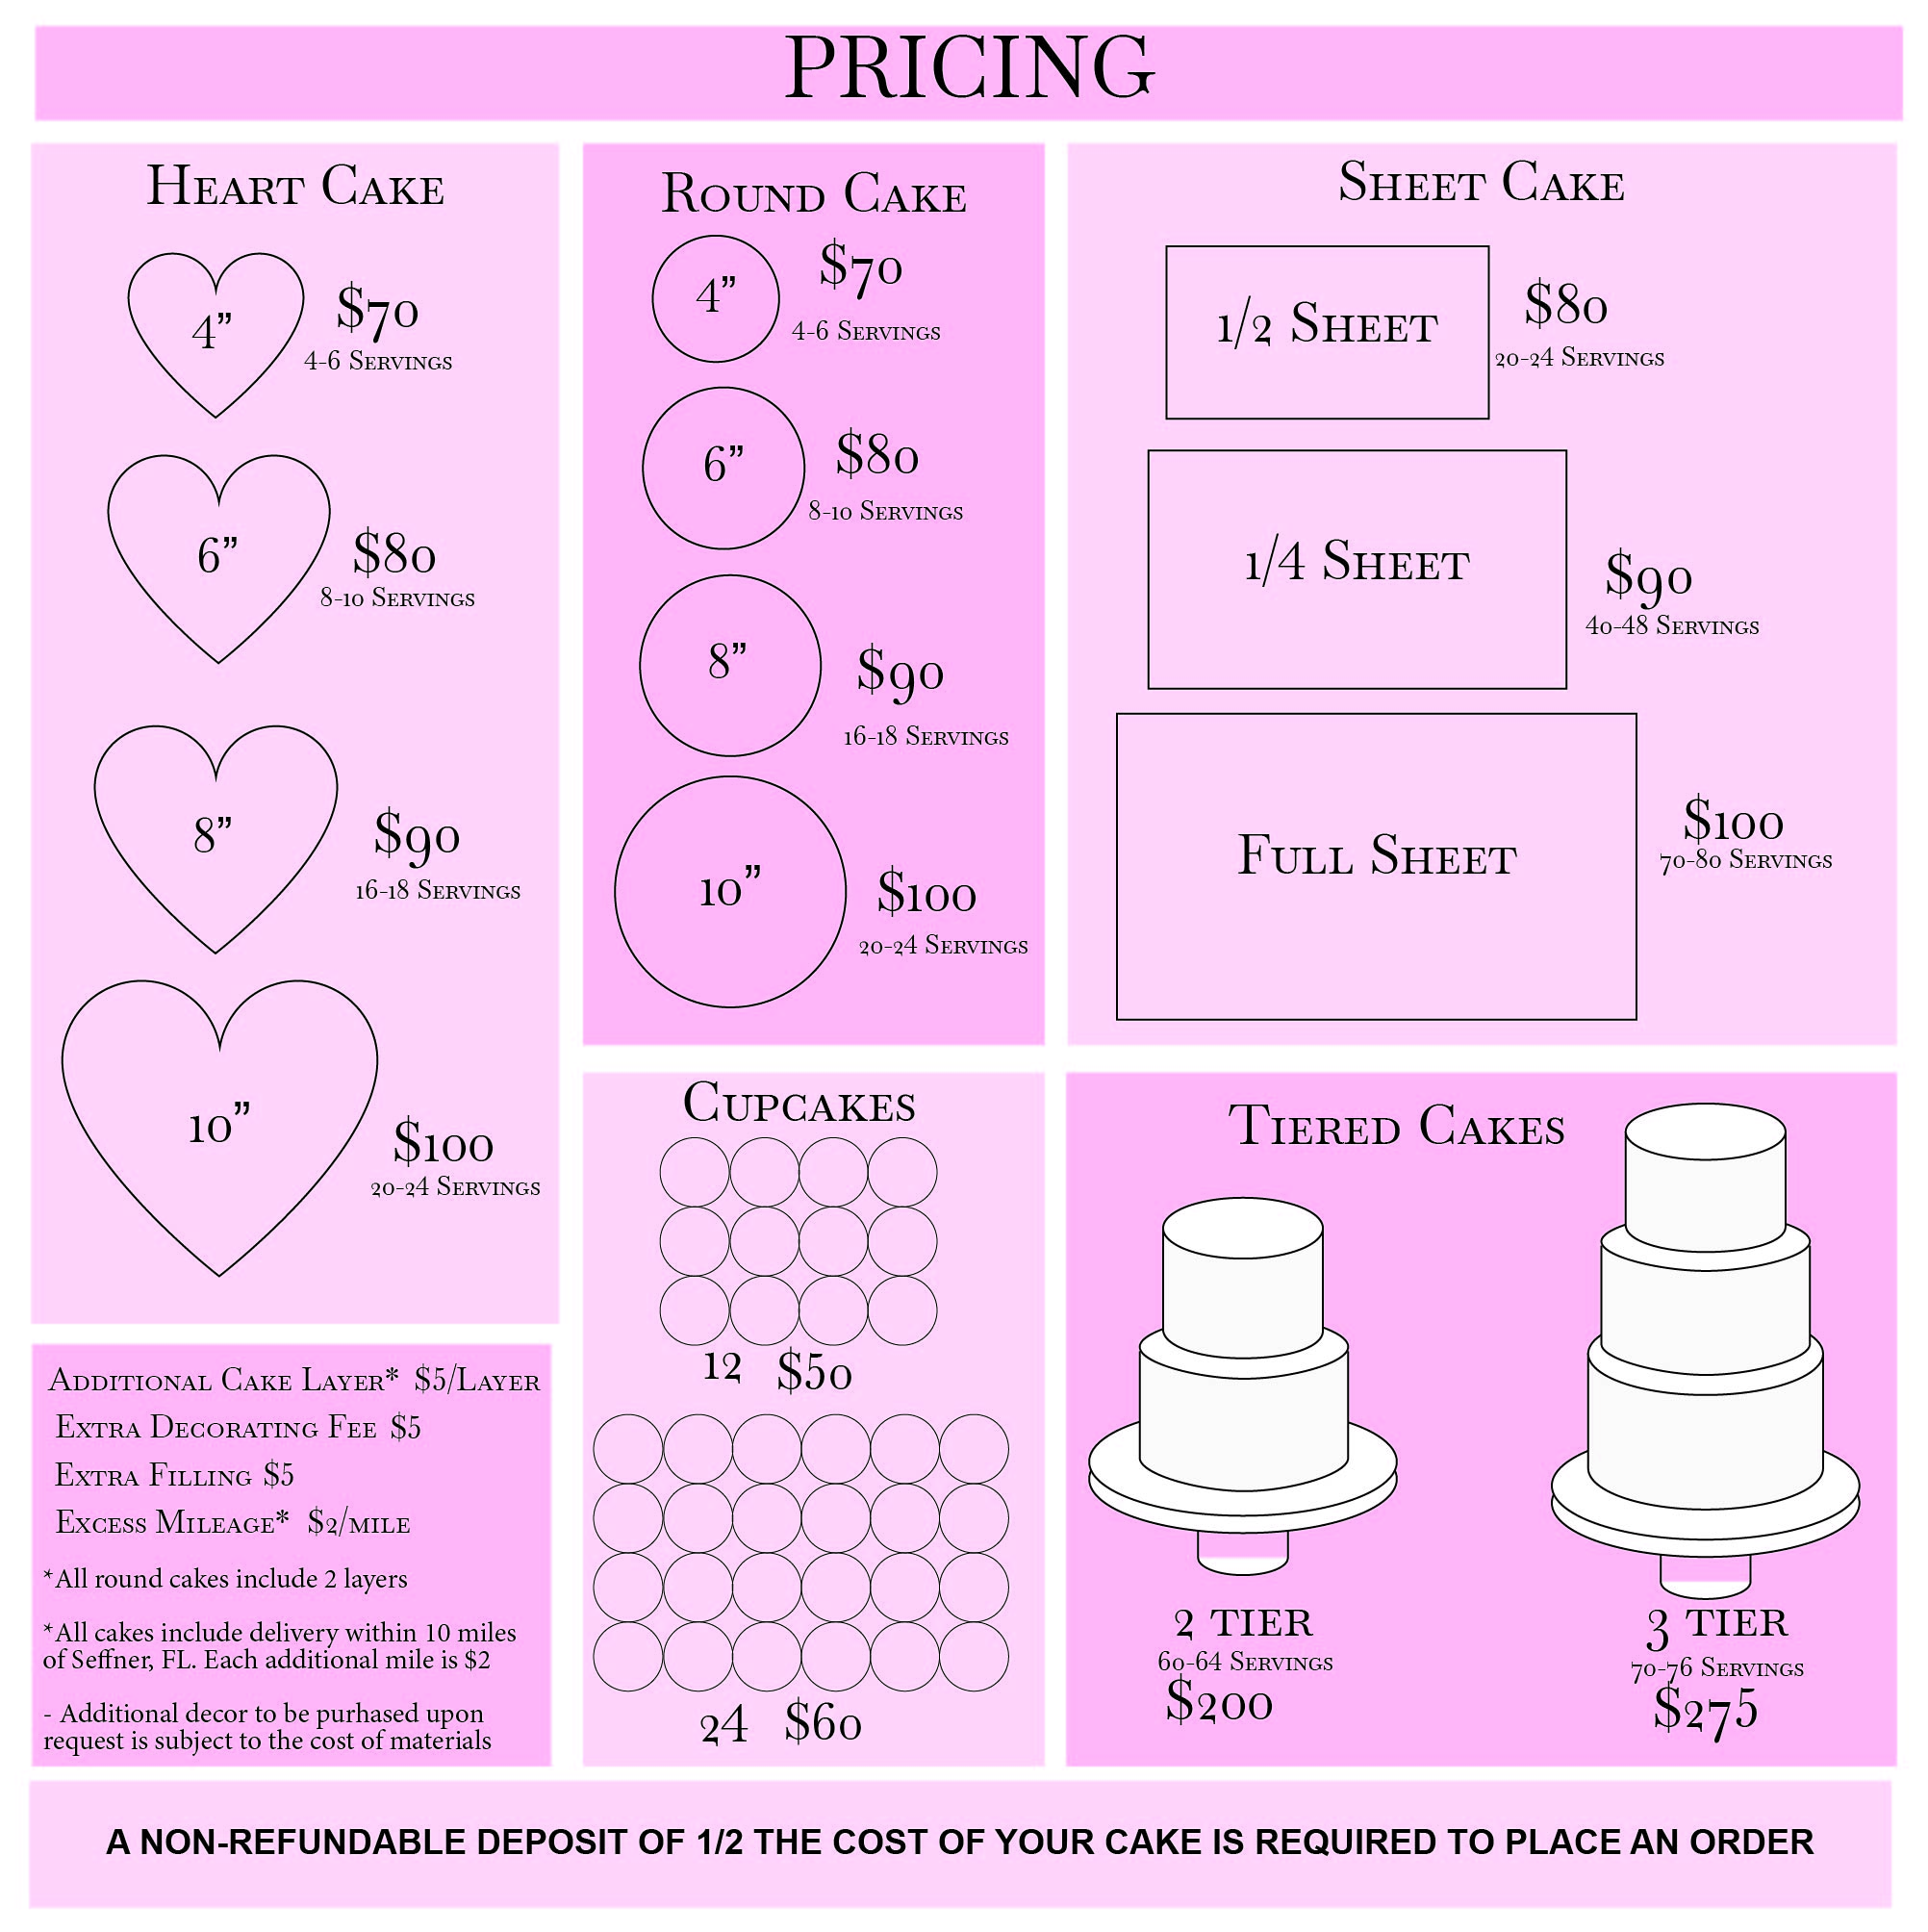 PRICING
Heart Cake
4”
$70
4-6 Servings
6”
$80
8-10 Servings
8”
$90
16-18 Servings
10”
$100
20-24 Servings
Round Cake
4”
$70
4-6 Servings
6”
$80
8-10 Servings
8”
$90
16-18 Servings
10”
$100
20-24 Servings
Sheet Cake
1/2 Sheet
$80
20-24 Servings
1/4 Sheet
$90
40-48 Servings
Full Sheet
$100
70-80 Servings
Additional Cake Layer* $5/Layer
Extra Decorating Fee $5
Extra Filling $5
Excess Mileage* $2/mile
*All round cakes include 2 layers
*All cakes include delivery within 10 miles
of Seffner, FL. Each additional mile is $2
- Additional decor to be purhased upon
request is subject to the cost of materials
Cupcakes
12 $50
24 $60
Tiered Cakes
2 tier
60-64 Servings
$200
3 tier
70-76 Servings
$275
A NON-REFUNDABLE DEPOSIT OF 1/2 THE COST OF YOUR CAKE IS REQUIRED TO PLACE AN ORDER